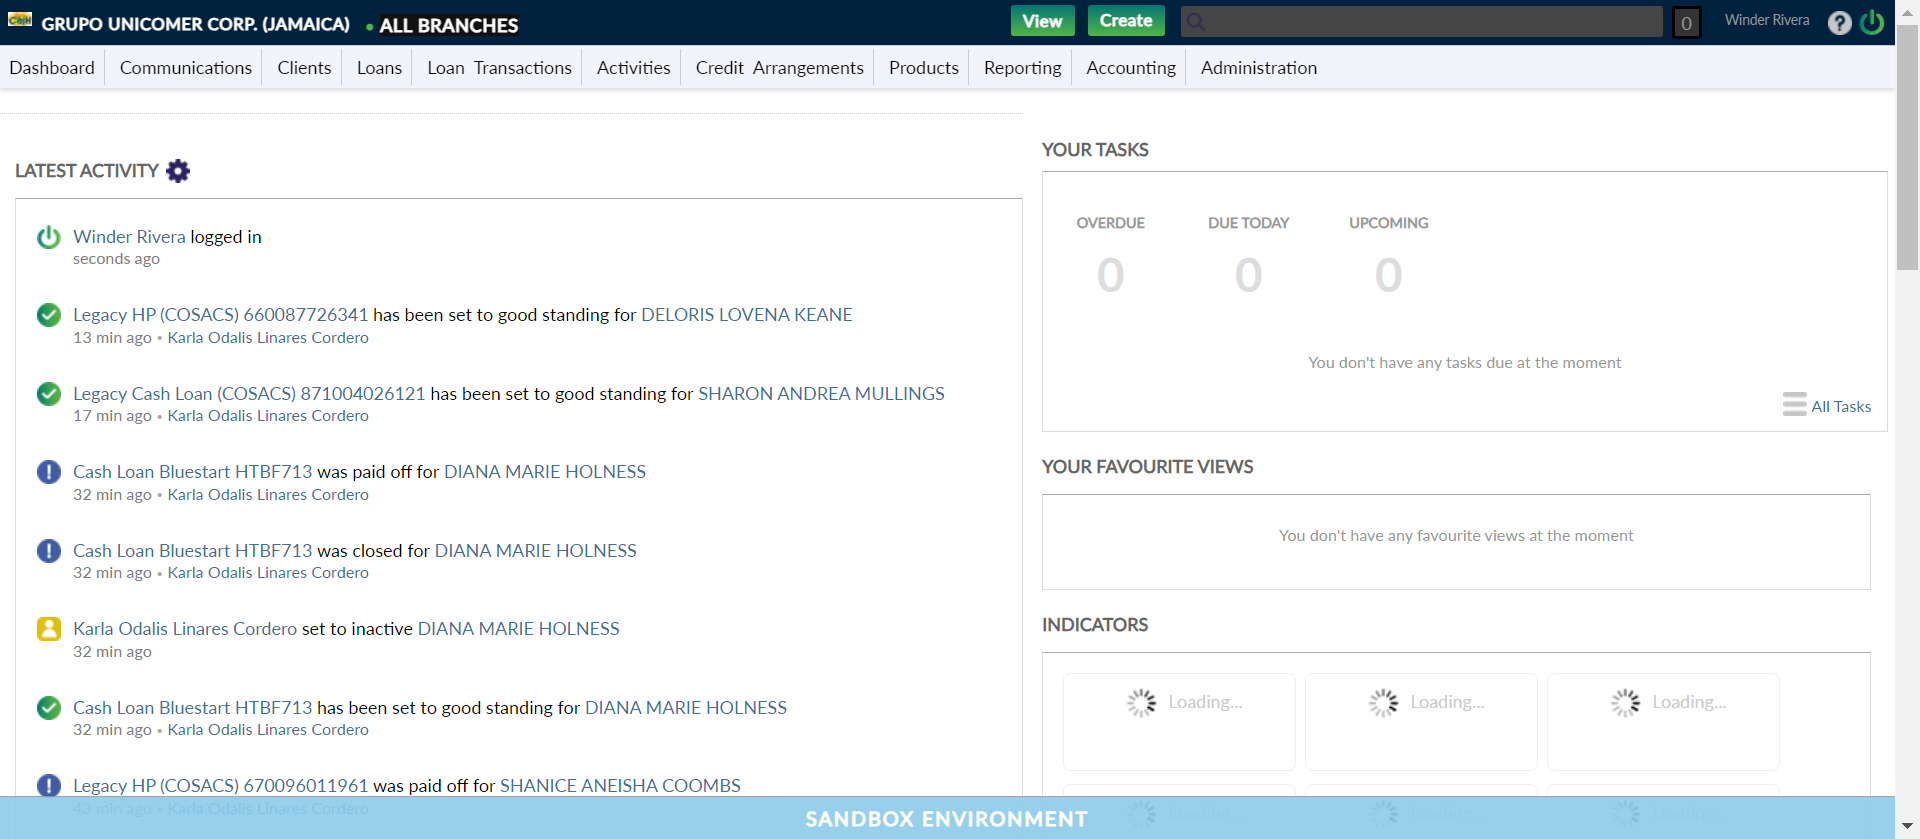 Cash GRUPO UNICOMER CORP. (JAMAICA) • ALL BRANCHES View Create 0 Winder Rivera ?
Dashboard Communications Clients Loans Loan Transactions Activities Credit Arrangements Products Reporting Accounting Administration
LATEST ACTIVITY
Winder Rivera logged in
seconds ago
Legacy HP (COSACS) 660087726341 has been set to good standing for DELORIS LOVENA KEANE
13 min ago • Karla Odalis Linares Cordero
Legacy Cash Loan (COSACS) 871004026121 has been set to good standing for SHARON ANDREA MULLINGS
17 min ago • Karla Odalis Linares Cordero
Cash Loan Bluestart HTBF713 was paid off for DIANA MARIE HOLNESS
32 min ago • Karla Odalis Linares Cordero
Cash Loan Bluestart HTBF713 was closed for DIANA MARIE HOLNESS
32 min ago • Karla Odalis Linares Cordero
Karla Odalis Linares Cordero set to inactive DIANA MARIE HOLNESS
32 min ago
Cash Loan Bluestart HTBF713 has been set to good standing for DIANA MARIE HOLNESS
32 min ago • Karla Odalis Linares Cordero
Legacy HP (COSACS) 670096011961 was paid off for SHANICE ANEISHA COOMBS
43 min ago • Karla Odalis Linares Cordero
YOUR TASKS
OVERDUE DUE TODAY UPCOMING
0 0 0
You don't have any tasks due at the moment
All Tasks
YOUR FAVOURITE VIEWS
You don't have any favourite views at the moment
INDICATORS
Loading... Loading... Loading...
Loading... Loading... Loading...
SANDBOX ENVIRONMENT